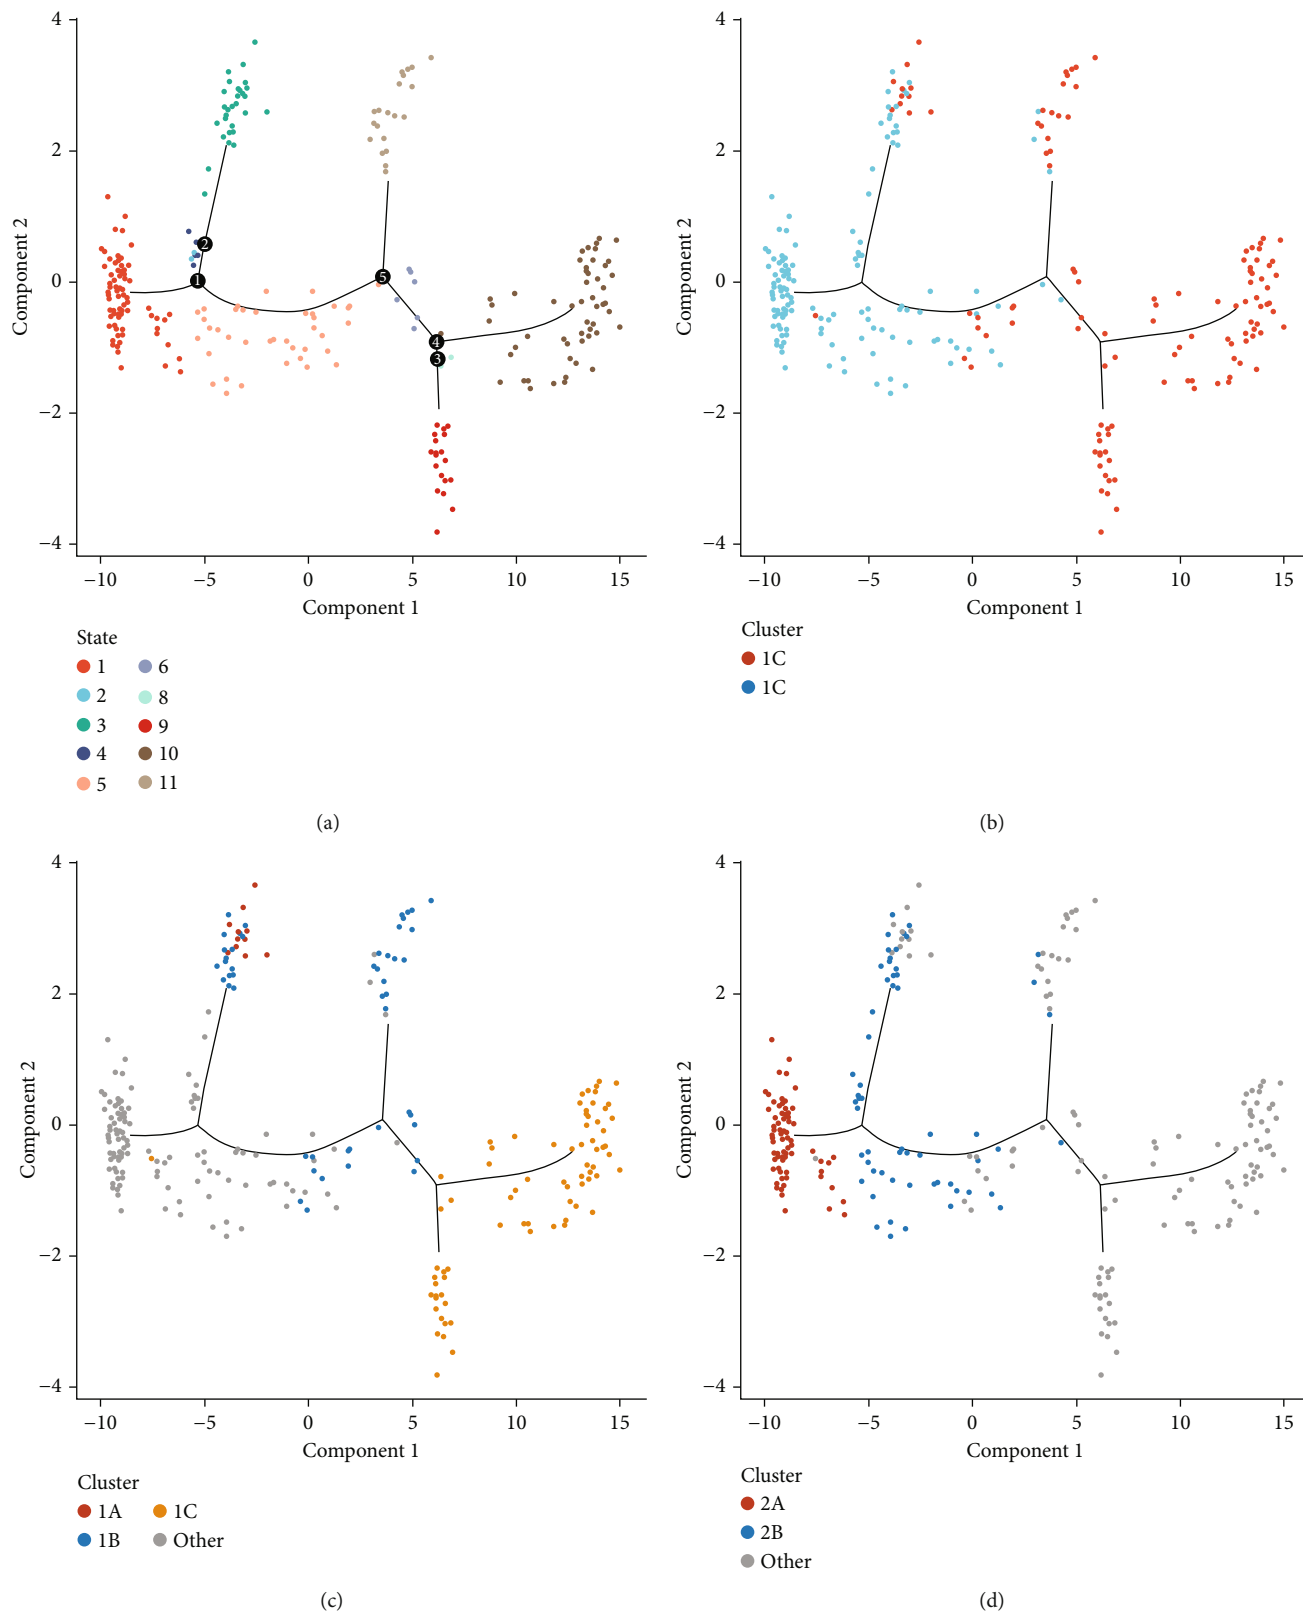 4
2
0
−2
−4
Component 2
2
1
5
4
3
−10 −5 0 5 10 15
Component 1
State
1 6
2 8
3 9
4 10
5 11
(a)
4
2
0
−2
−4
Component 2
−10 −5 0 5 10 15
Component 1
Cluster
1C
1C
(b)
4
2
0
−2
−4
Component 2
−10 −5 0 5 10 15
Component 1
Cluster
1A 1C
1B Other
(c)
4
2
0
−2
−4
Component 2
−10 −5 0 5 10 15
Component 1
Cluster
2A
2B
Other
(d)